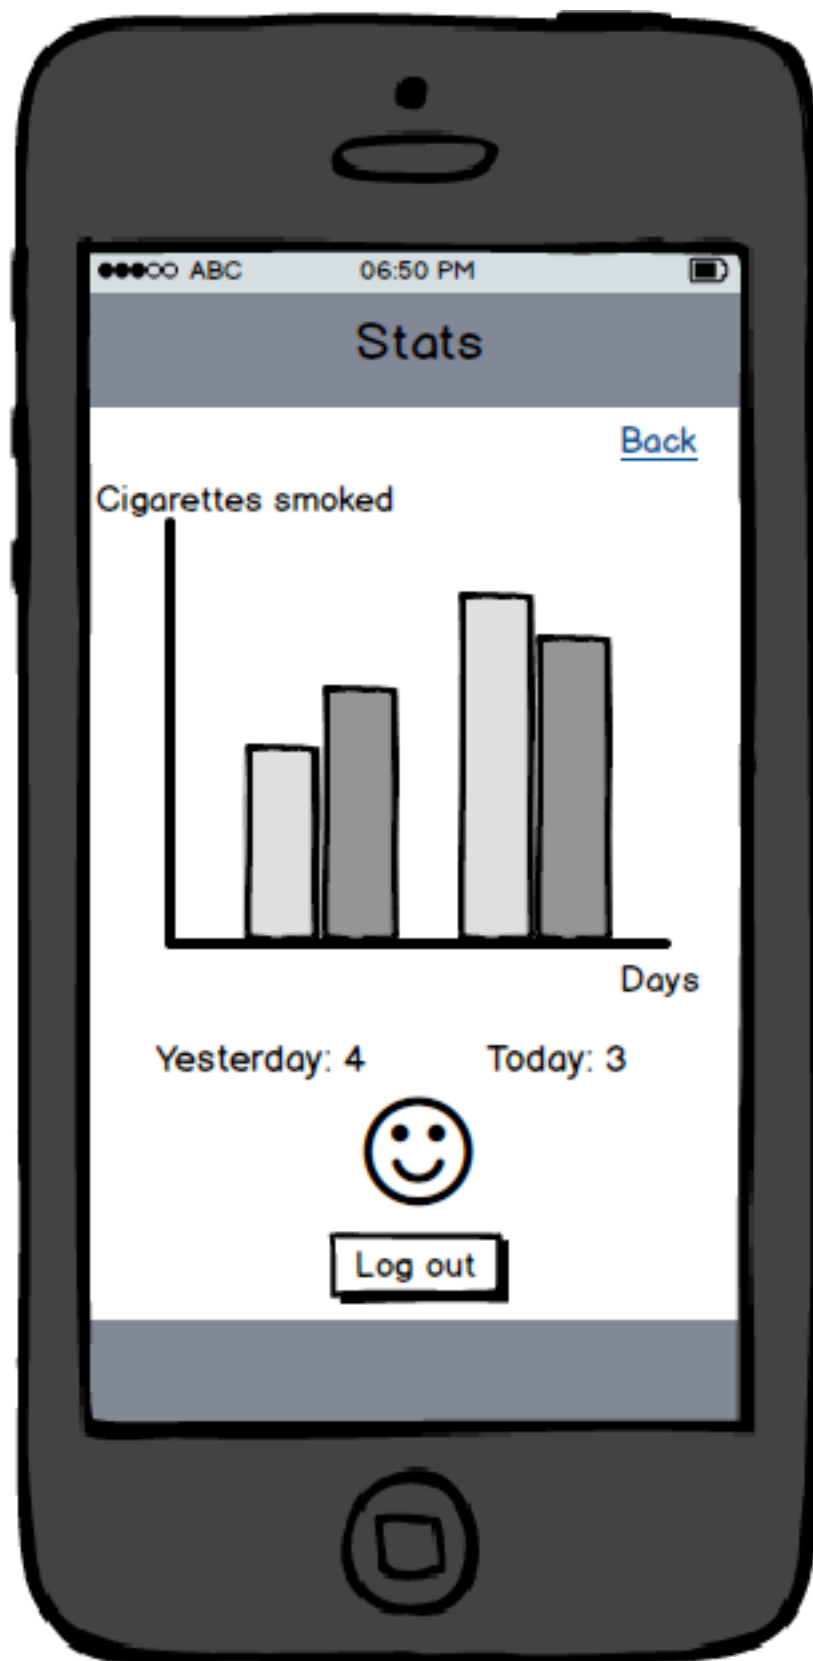 ABC 06:50 PM
Stats
Back
Cigarettes smoked
Days
Yesterday: 4 Today: 3
Log out